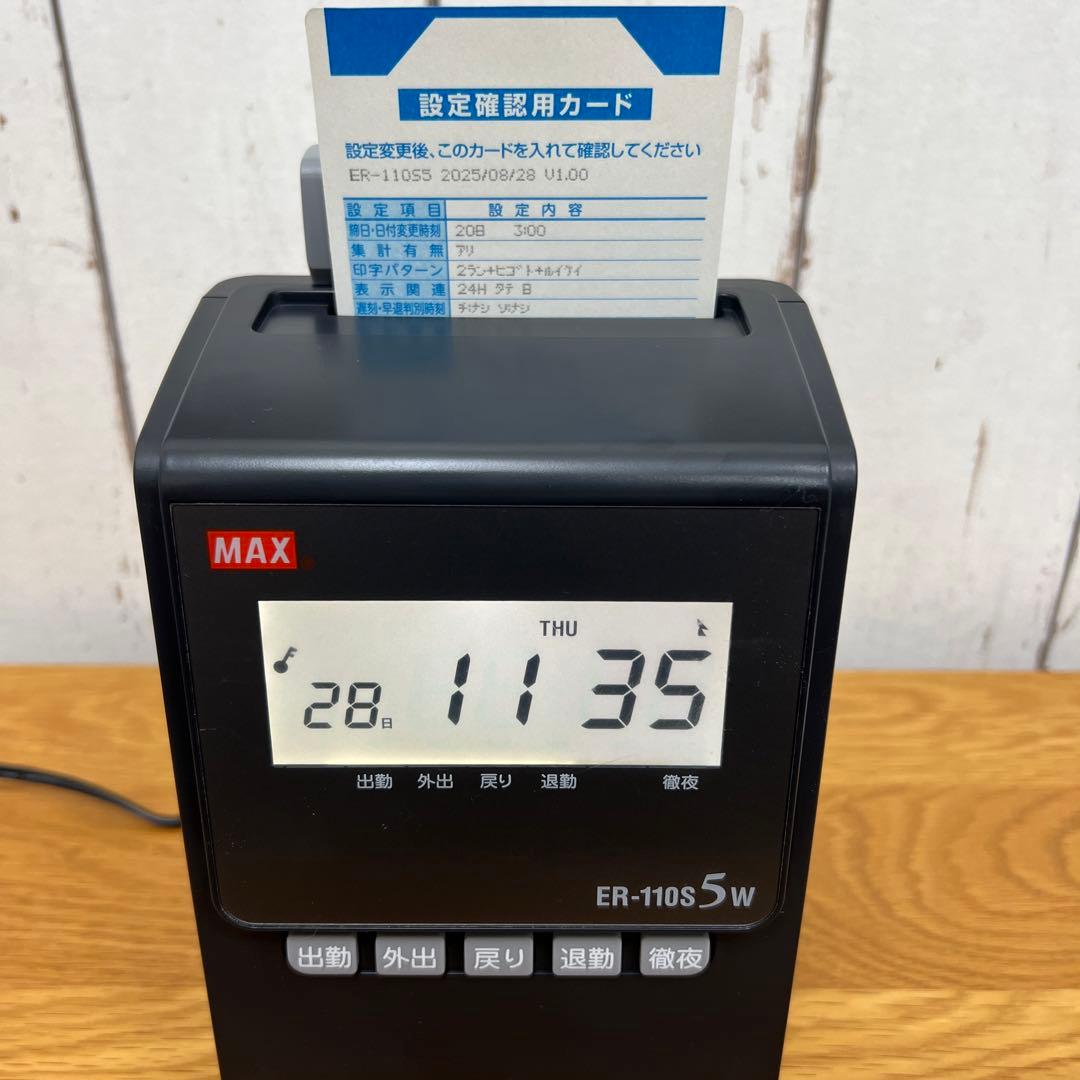 設定確認用カード
設定変更後、このカードを入れて確認してください
ER-110S5 2025/08/28 V1.00
設定項目 設定内容
締日・日付変更時刻 20日 3:00
集計有無 アリ
印字パターン 2ラン+ヒゴト+ルイケイ
表示関連 24H タテ B
遅刻・早退判別時刻 チ:ナシ ソ:ナシ
MAX
THU
28日 11 35
出勤 外出 戻り 退勤 徹夜
ER-110S5W
出勤 外出 戻り 退勤 徹夜